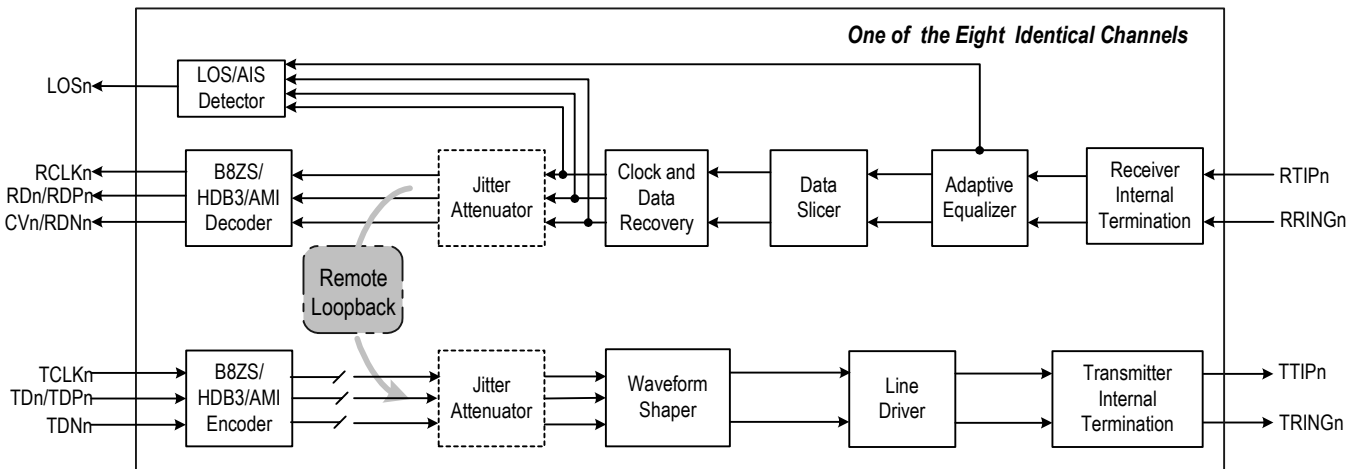 One of the Eight Identical Channels
LOSn
LOS/AIS
Detector
RCLKn
RDn/RDPn
CVn/RDNn
B8ZS/
HDB3/AMI
Decoder
Jitter
Attenuator
Clock and
Data
Recovery
Data
Slicer
Adaptive
Equalizer
Receiver
Internal
Termination
RTIPn
RRINGn
Remote
Loopback
TCLKn
TDn/TDPn
TDNn
B8ZS/
HDB3/AMI
Encoder
Jitter
Attenuator
Waveform
Shaper
Line
Driver
Transmitter
Internal
Termination
TTIPn
TRINGn